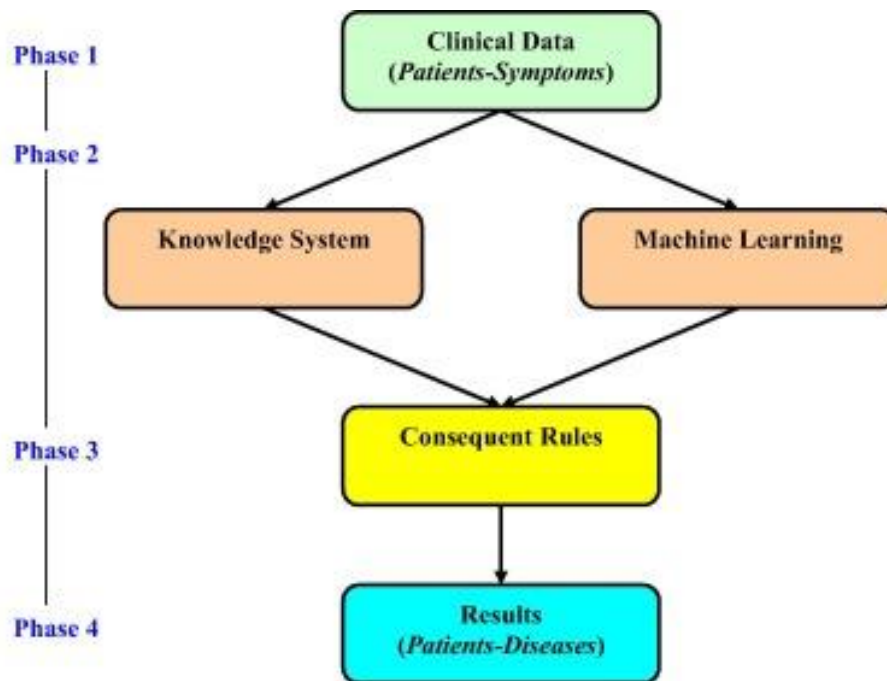 Phase 1
Clinical Data
(Patients-Symptoms)
Phase 2
Knowledge System
Machine Learning
Phase 3
Consequent Rules
Phase 4
Results
(Patients-Diseases)